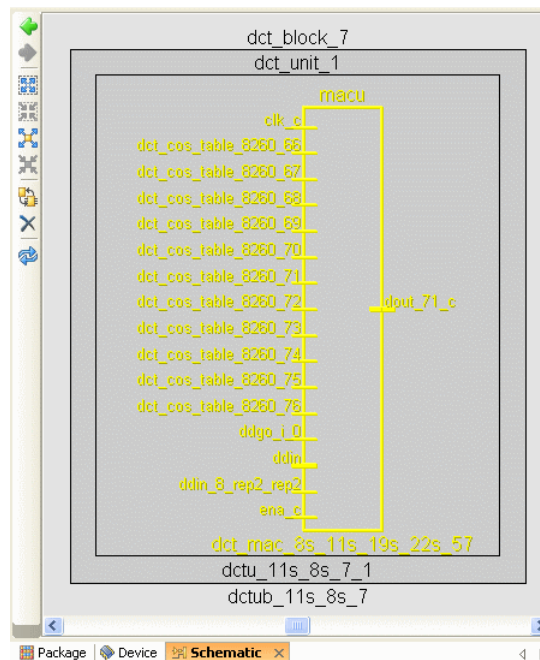 dct_block_7
dct_unit_1
macu
clk_c
dct_cos_table_8260_66
dct_cos_table_8260_67
dct_cos_table_8260_68
dct_cos_table_8260_69
dct_cos_table_8260_70
dct_cos_table_8260_71
dct_cos_table_8260_72
dout_71_c
dct_cos_table_8260_73
dct_cos_table_8260_74
dct_cos_table_8260_75
dct_cos_table_8260_76
ddgo_i_0
ddin
ddin_8_rep2_rep2
ena_c
dct_mac_8s_11s_19s_22s_57
dctu_11s_8s_7_1
dctub_11s_8s_7
Package Device Schematic